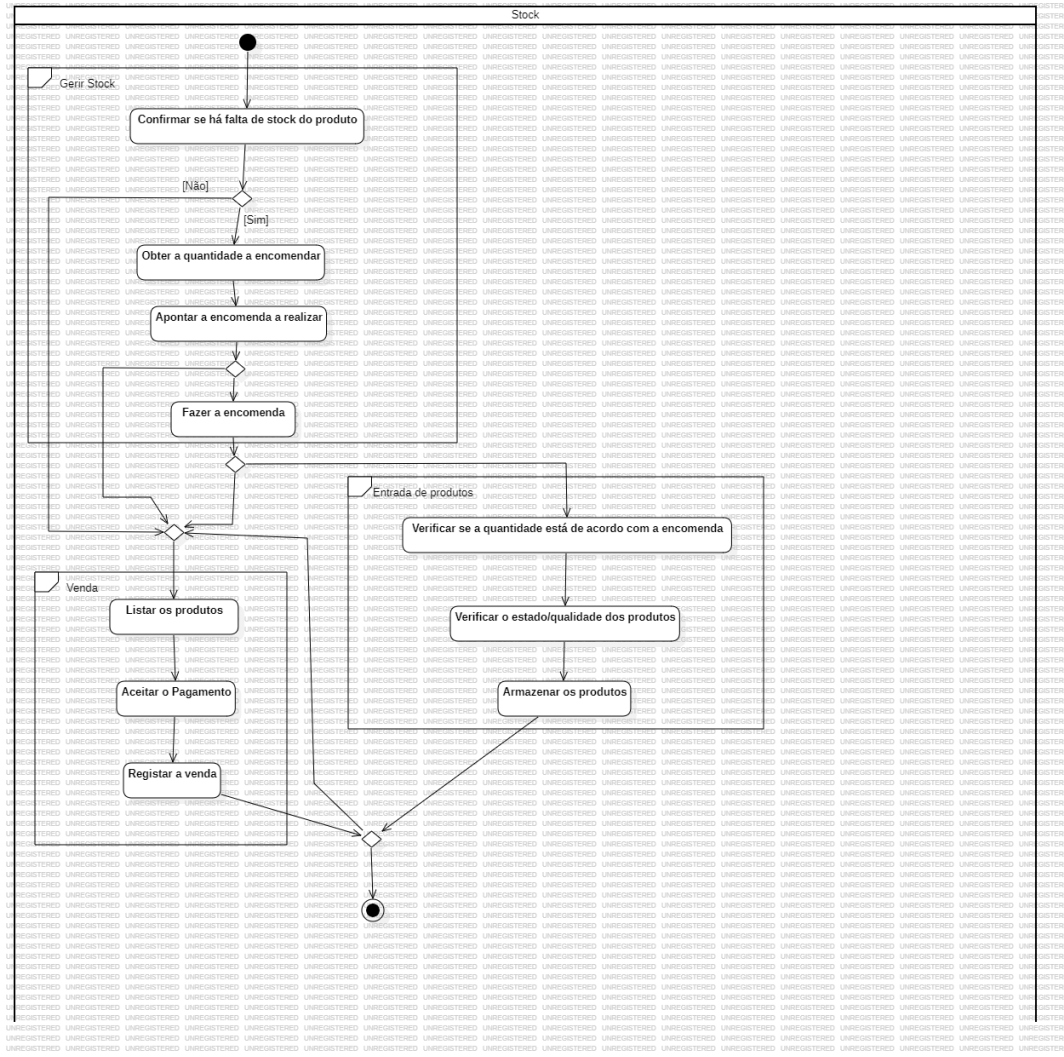 Stock
Gerir Stock
Confirmar se há falta de stock do produto
[Não]
[Sim]
Obter a quantidade a encomendar
Apontar a encomenda a realizar
Fazer a encomenda
Entrada de produtos
Verificar se a quantidade está de acordo com a encomenda
Venda
Listar os produtos
Verificar o estado/qualidade dos produtos
Aceitar o Pagamento
Armazenar os produtos
Registar a venda
UNREGISTERED